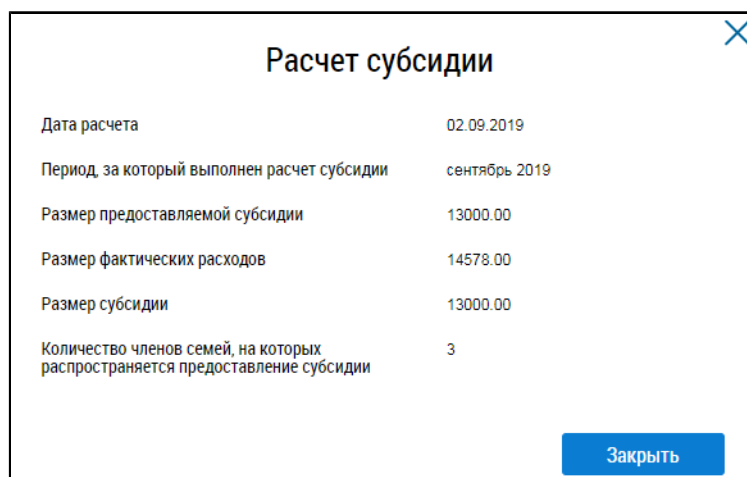 Расчет субсидии
Дата расчета 02.09.2019
Период, за который выполнен расчет субсидии сентябрь 2019
Размер предоставляемой субсидии 13000.00
Размер фактических расходов 14578.00
Размер субсидии 13000.00
Количество членов семей, на которых 3
распространяется предоставление субсидии
Закрыть